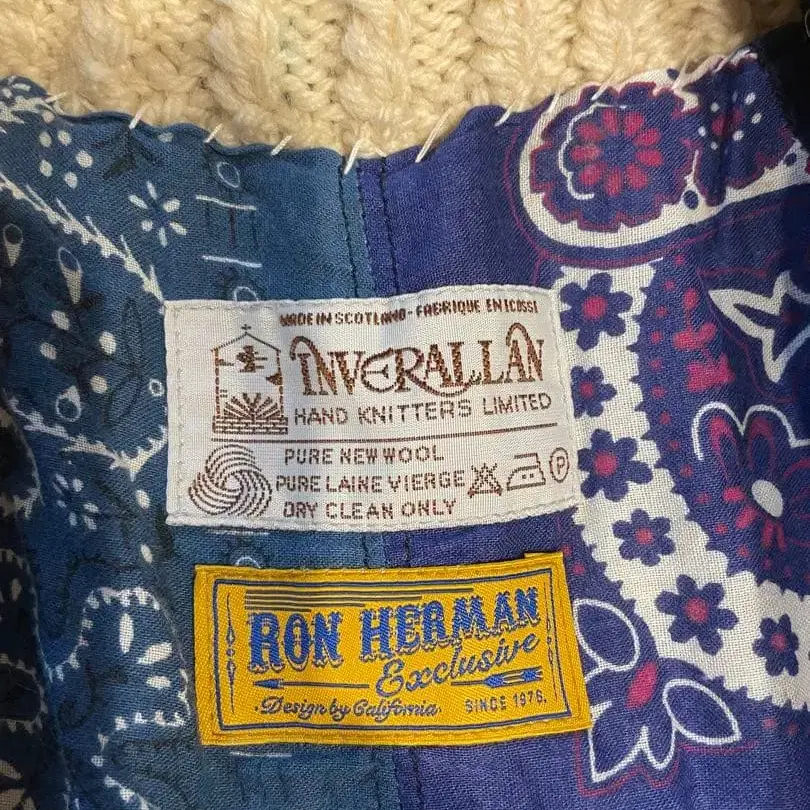 MADE IN SCOTLAND - FABRIQUE EN ICOSSE
INVERALLAN
HAND KNITTERS LIMITED
PURE NEW WOOL
PURE LAINE VIERGE
P
DRY CLEAN ONLY
RON HERMAN
Exclusive
Design by California
SINCE 1976.